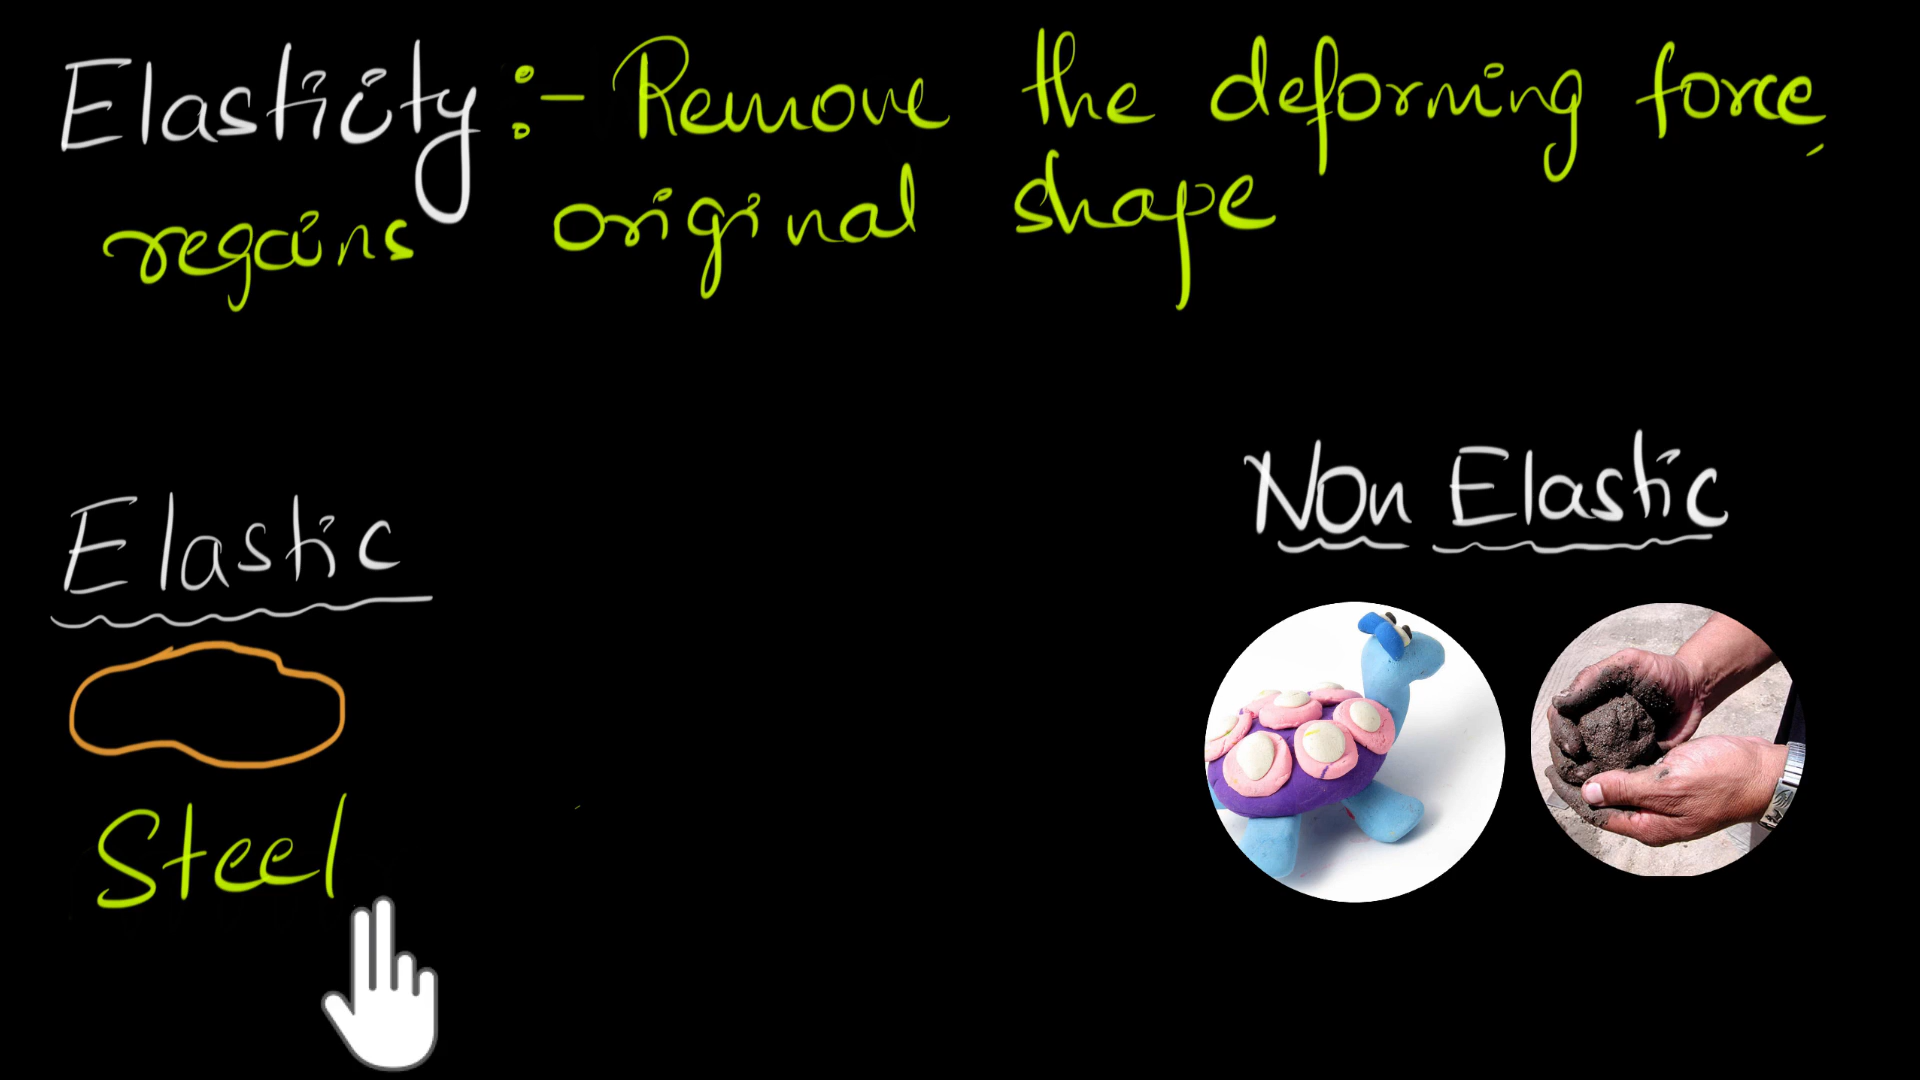 Elasticity :- Remove the deforming force,
regains original shape
Elastic
Non Elastic
Steel